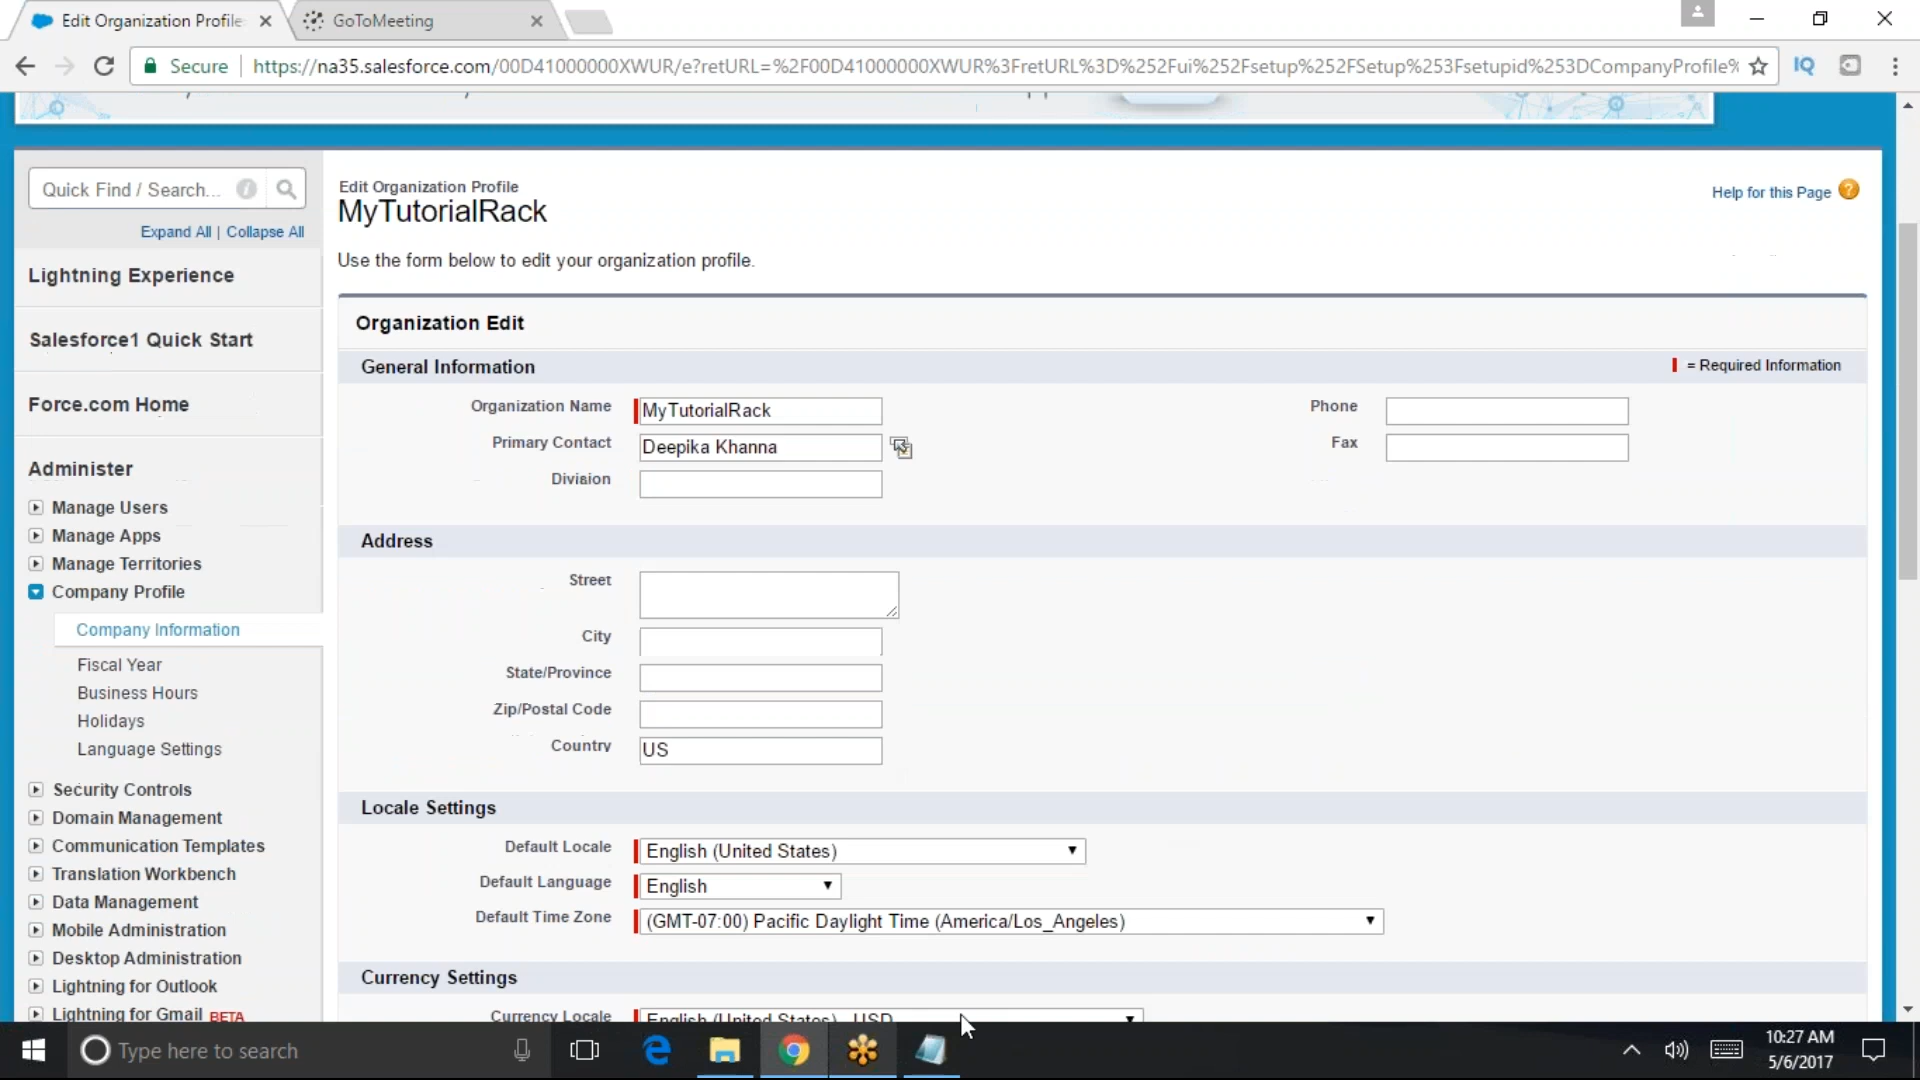 Edit Organization Profile
GoToMeeting
Secure
https://na35.salesforce.com/00D41000000XWUR/e?retURL=%2F00D41000000XWUR%3FretURL%3D%252Fui%252Fsetup%252FSetup%253Fsetupid%253DCompanyProfile%
IQ
Quick Find / Search...
Expand All | Collapse All
Lightning Experience
Salesforce1 Quick Start
Force.com Home
Administer
Manage Users
Manage Apps
Manage Territories
Company Profile
Company Information
Fiscal Year
Business Hours
Holidays
Language Settings
Security Controls
Domain Management
Communication Templates
Translation Workbench
Data Management
Mobile Administration
Desktop Administration
Lightning for Outlook
Lightning for Gmail BETA
Edit Organization Profile
MyTutorialRack
Help for this Page
Use the form below to edit your organization profile.
Organization Edit
General Information
= Required Information
Organization Name MyTutorialRack
Phone
Primary Contact Deepika Khanna
Fax
Division
Address
Street
City
State/Province
Zip/Postal Code
Country US
Locale Settings
Default Locale English (United States)
Default Language English
Default Time Zone (GMT-07:00) Pacific Daylight Time (America/Los_Angeles)
Currency Settings
Currency Locale English (United States) - USD
Type here to search
10:27 AM
5/6/2017